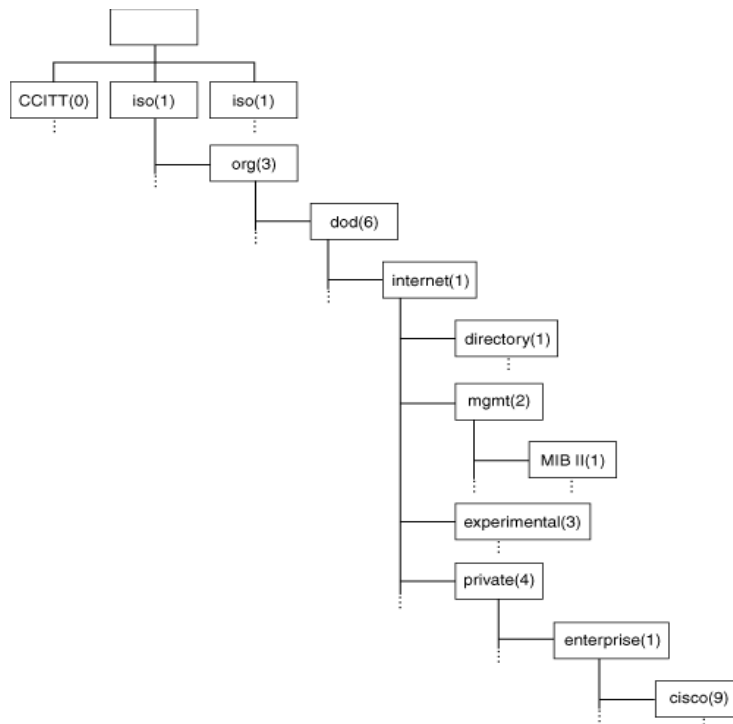 CCITT(0)
iso(1)
iso(1)
org(3)
dod(6)
internet(1)
directory(1)
mgmt(2)
MIB II(1)
experimental(3)
private(4)
enterprise(1)
cisco(9)